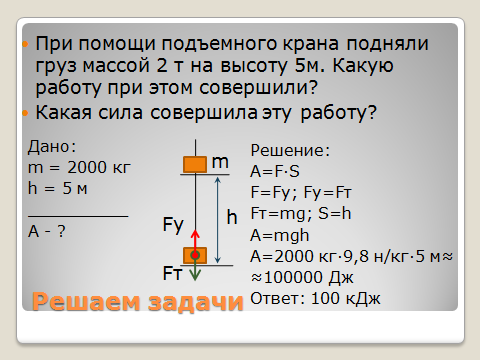 При помощи подъемного крана подняли
груз массой 2 т на высоту 5м. Какую
работу при этом совершили?
Какая сила совершила эту работу?
Дано:
m = 2000 кг
h = 5 м
____________
A - ?
m
h
Fу
Fт
Решение:
A=F·S
F=Fу; Fу=Fт
Fт=mg; S=h
A=mgh
A=2000 кг·9,8 н/кг·5 м≈
≈100000 Дж
Ответ: 100 кДж
Решаем задачи